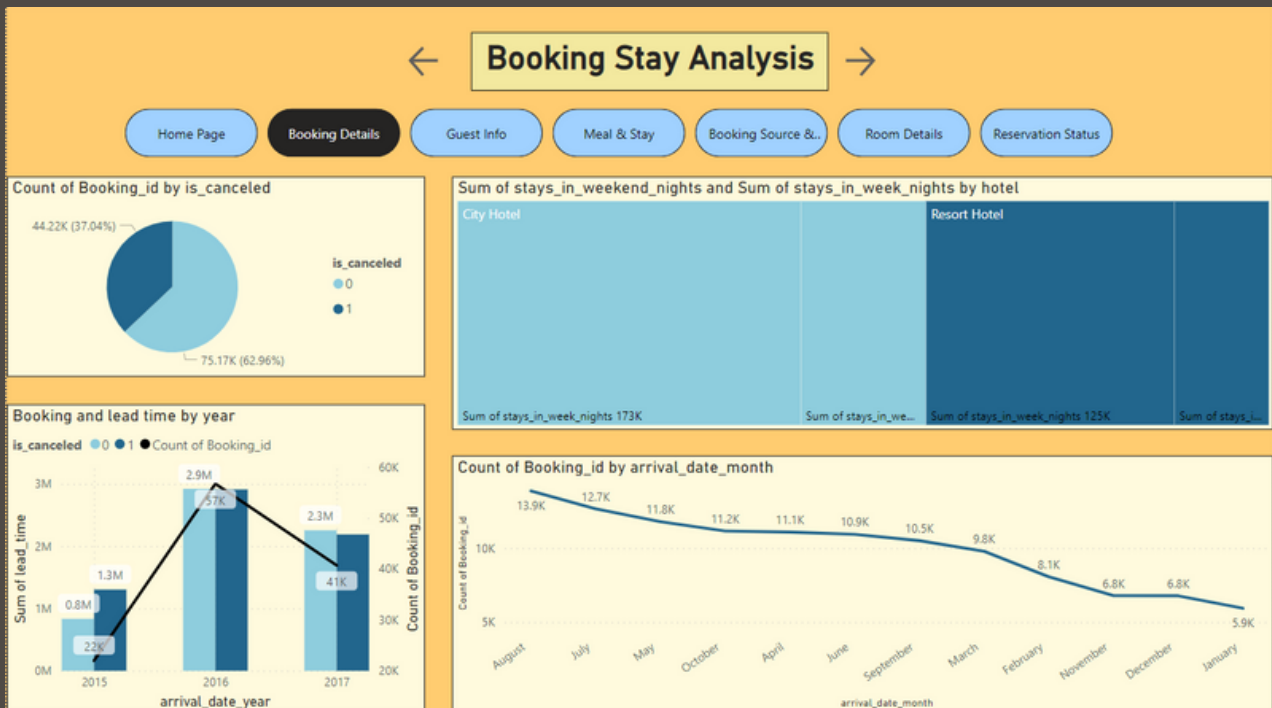 Booking Stay Analysis
Home Page
Booking Details
Guest Info
Meal & Stay
Booking Source &..
Room Details
Reservation Status
Count of Booking_id by is_canceled
44.22K (37.04%)
75.17K (62.96%)
is_canceled
0
1
Sum of stays_in_weekend_nights and Sum of stays_in_week_nights by hotel
City Hotel
Resort Hotel
Sum of stays_in_week_nights 173K
Sum of stays_in_we...
Sum of stays_in_week_nights 125K
Sum of stays_i...
Booking and lead time by year
is_canceled 0 1 Count of Booking_id
Sum of lead_time
3M
2M
1M
0M
0.8M
1.3M
2.9M
2.3M
22K
57K
41K
60K
50K
40K
30K
20K
Count of Booking_id
2015
2016
2017
arrival_date_year
Count of Booking_id by arrival_date_month
Count of Booking_id
10K
5K
13.9K
12.7K
11.8K
11.2K
11.1K
10.9K
10.5K
9.8K
8.1K
6.8K
6.8K
5.9K
August
July
May
October
April
June
September
March
February
November
December
January
arrival_date_month